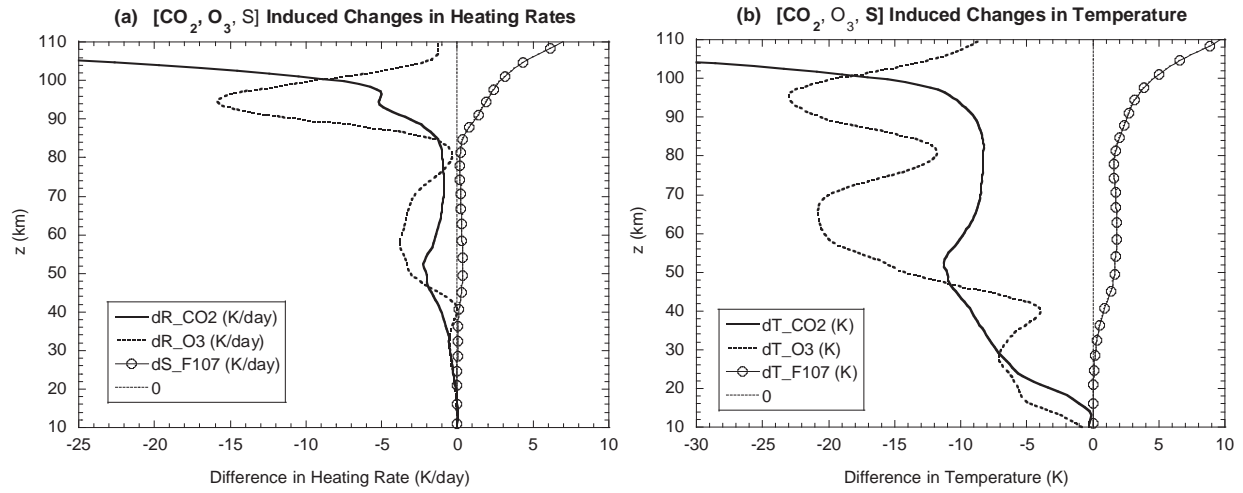 (a) [CO2, O3, S] Induced Changes in Heating Rates
110
100
90
80
70
60
50
40
30
20
10
z (km)
dR_CO2 (K/day)
dR_O3 (K/day)
dS_F107 (K/day)
0
-25 -20 -15 -10 -5 0 5 10
Difference in Heating Rate (K/day)
(b) [CO2, O3, S] Induced Changes in Temperature
110
100
90
80
70
60
50
40
30
20
10
z (km)
dT_CO2 (K)
dT_O3 (K)
dT_F107 (K)
0
-30 -25 -20 -15 -10 -5 0 5 10
Difference in Temperature (K)